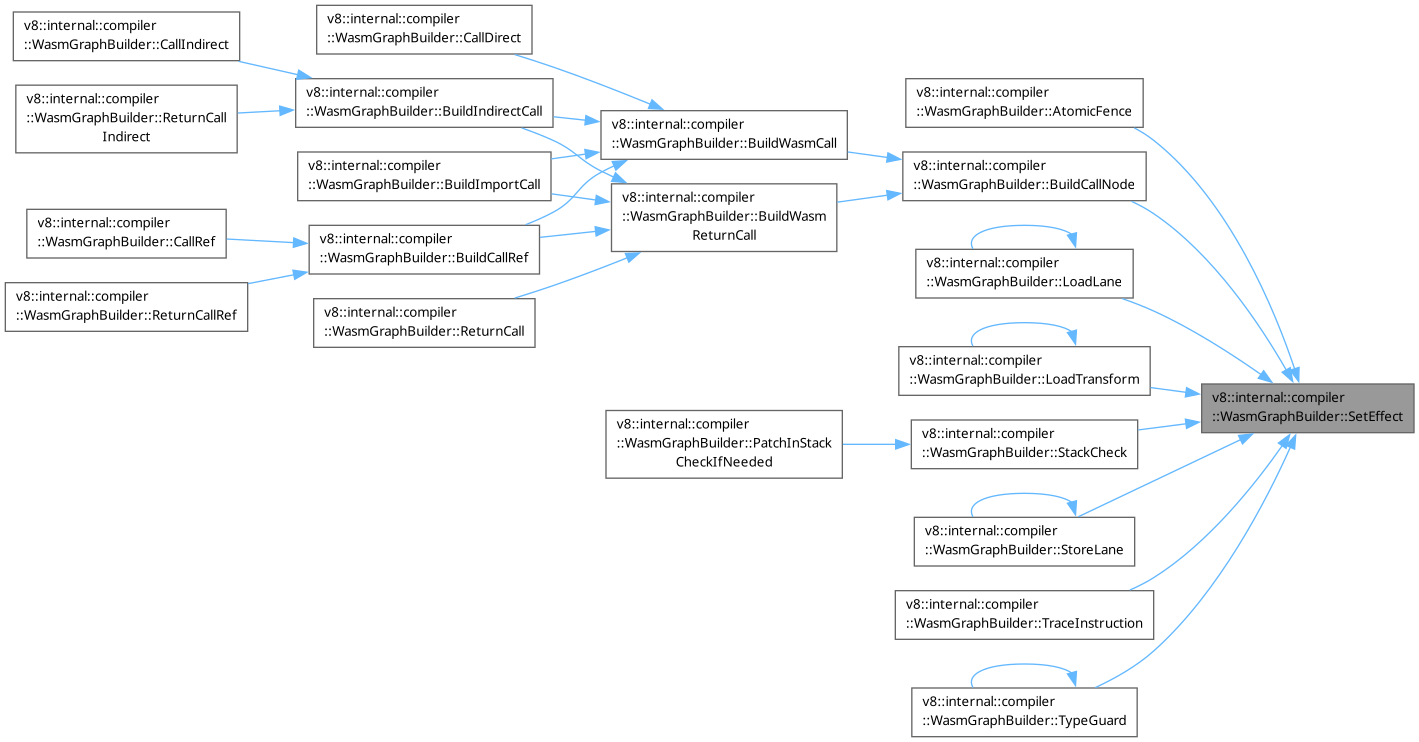 v8::internal::compiler
::WasmGraphBuilder::CallIndirect
v8::internal::compiler
::WasmGraphBuilder::ReturnCall
Indirect
v8::internal::compiler
::WasmGraphBuilder::CallRef
v8::internal::compiler
::WasmGraphBuilder::ReturnCallRef
v8::internal::compiler
::WasmGraphBuilder::CallDirect
v8::internal::compiler
::WasmGraphBuilder::BuildIndirectCall
v8::internal::compiler
::WasmGraphBuilder::BuildImportCall
v8::internal::compiler
::WasmGraphBuilder::BuildCallRef
v8::internal::compiler
::WasmGraphBuilder::ReturnCall
v8::internal::compiler
::WasmGraphBuilder::BuildWasmCall
v8::internal::compiler
::WasmGraphBuilder::BuildWasm
ReturnCall
v8::internal::compiler
::WasmGraphBuilder::PatchInStack
CheckIfNeeded
v8::internal::compiler
::WasmGraphBuilder::AtomicFence
v8::internal::compiler
::WasmGraphBuilder::BuildCallNode
v8::internal::compiler
::WasmGraphBuilder::LoadLane
v8::internal::compiler
::WasmGraphBuilder::LoadTransform
v8::internal::compiler
::WasmGraphBuilder::StackCheck
v8::internal::compiler
::WasmGraphBuilder::StoreLane
v8::internal::compiler
::WasmGraphBuilder::TraceInstruction
v8::internal::compiler
::WasmGraphBuilder::TypeGuard
v8::internal::compiler
::WasmGraphBuilder::SetEffect